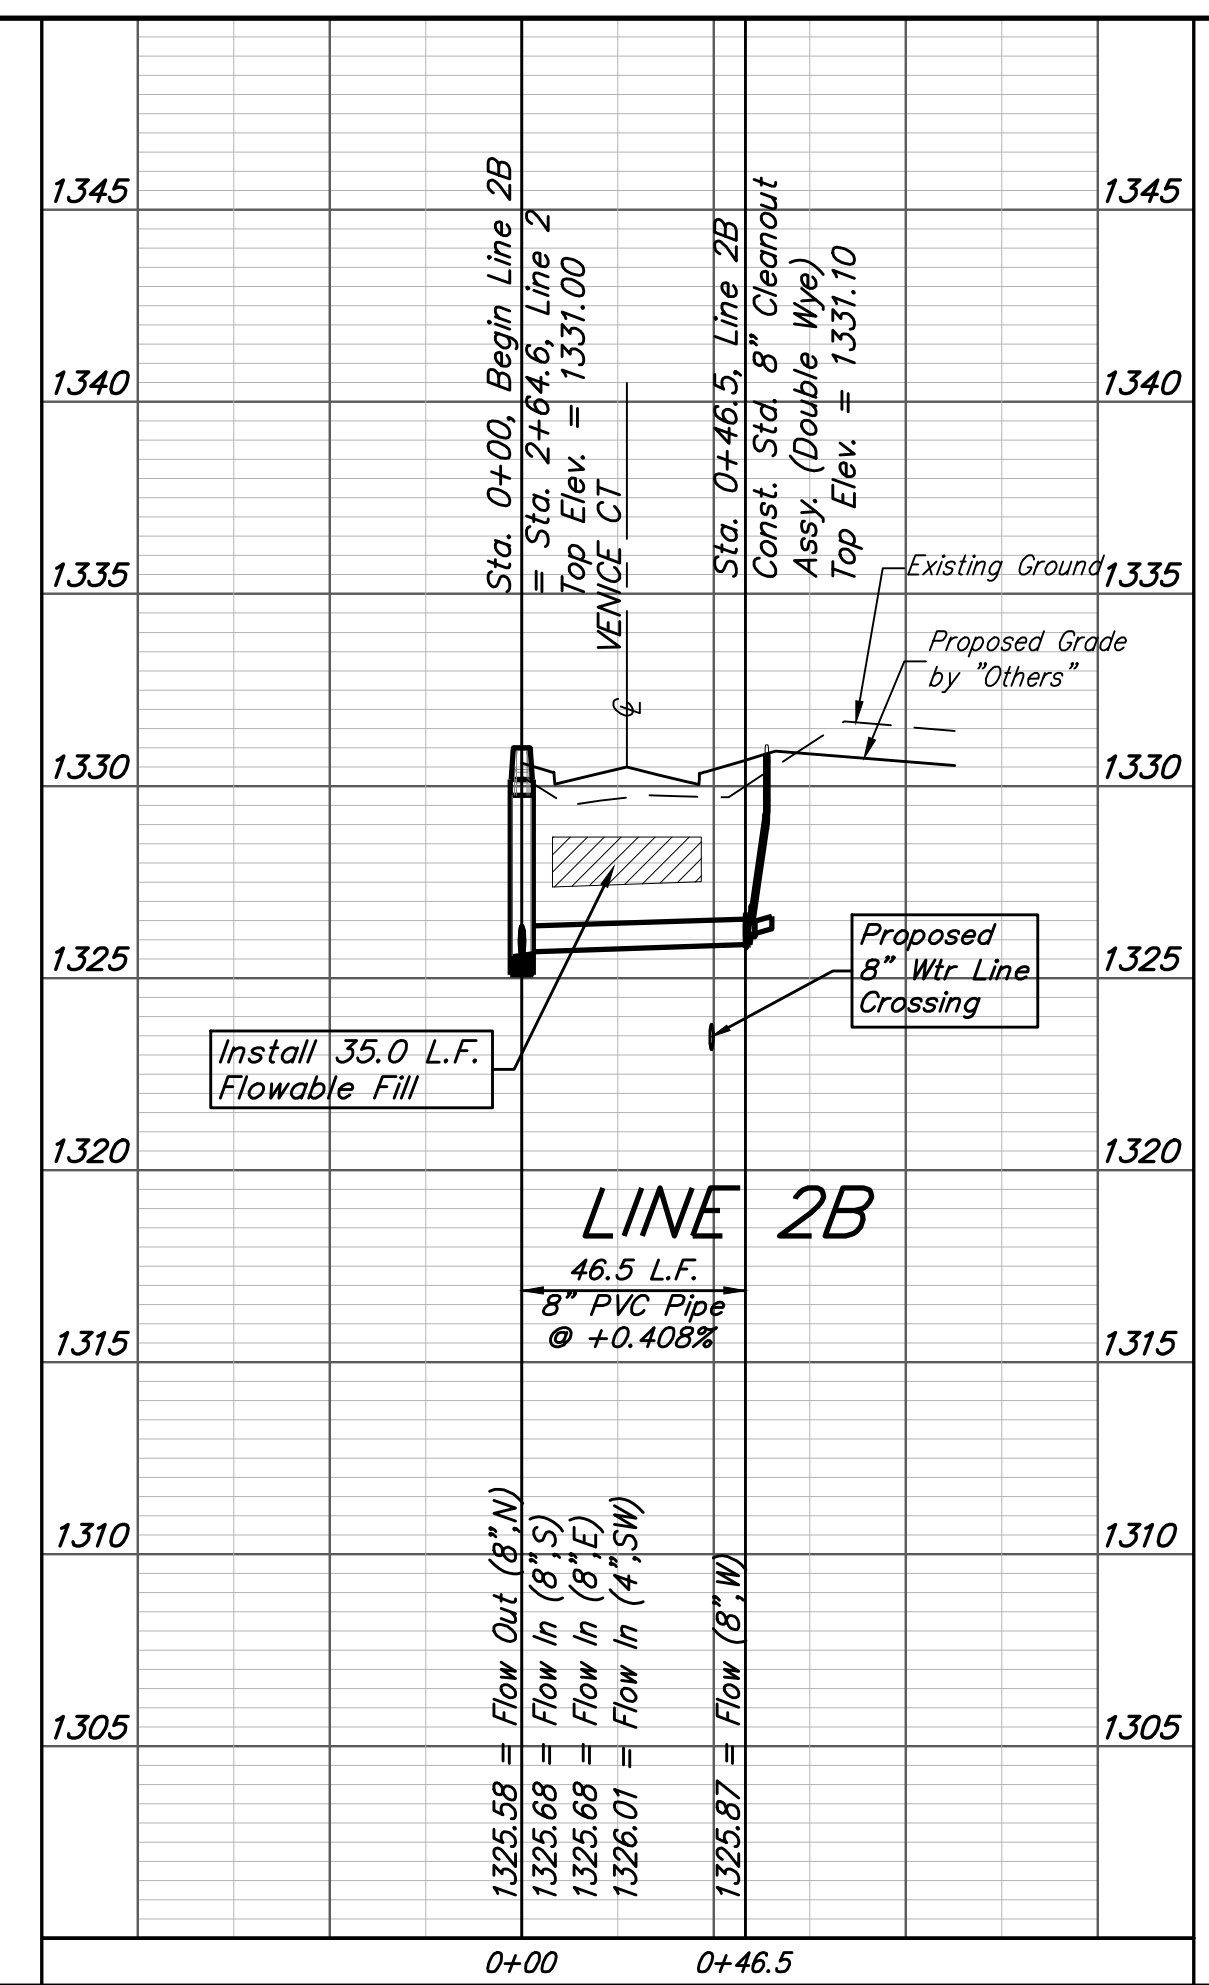 1345
1345
1340
1340
1335
1335
1330
1330
1325
1325
1320
1320
1315
1315
1310
1310
1305
1305
Sta. 0+00, Begin Line 2B
= Sta. 2+64.6, Line 2
Top Elev. = 1331.00
VENICE CT
Sta. 0+46.5, Line 2B
Const. Std. 8" Cleanout
Assy. (Double Wye)
Top Elev. = 1331.10
Existing Ground
Proposed Grade
by "Others"
Proposed
8" Wtr Line
Crossing
Install 35.0 L.F.
Flowable Fill
LINE 2B
46.5 L.F.
8" PVC Pipe
@ +0.408%
1325.58 = Flow Out (8",N)
1325.68 = Flow In (8",S)
1325.68 = Flow In (8",E)
1326.01 = Flow In (4",SW)
1325.87 = Flow (8",W)
0+00
0+46.5